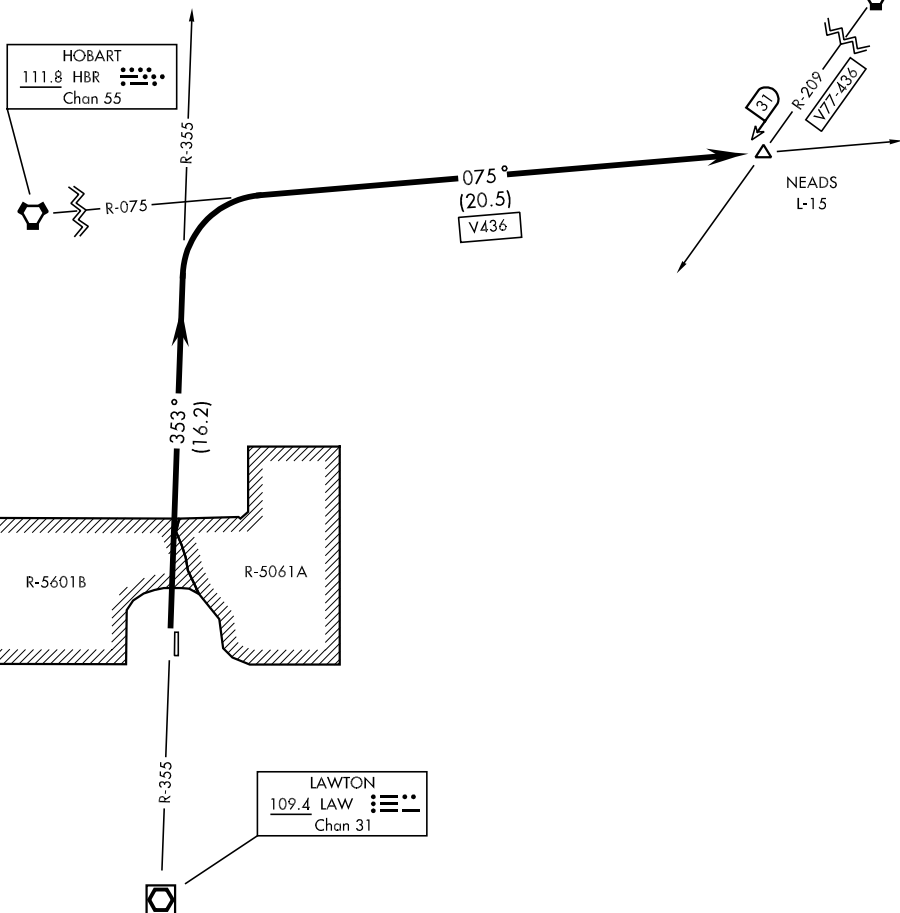 HOBART
111.8 HBR
Chan 55
R-355
R-209
V77-436
31
R-075
075°
(20.5)
V436
NEADS
L-15
353°
(16.2)
R-5601B
R-5061A
R-355
LAWTON
109.4 LAW
Chan 31